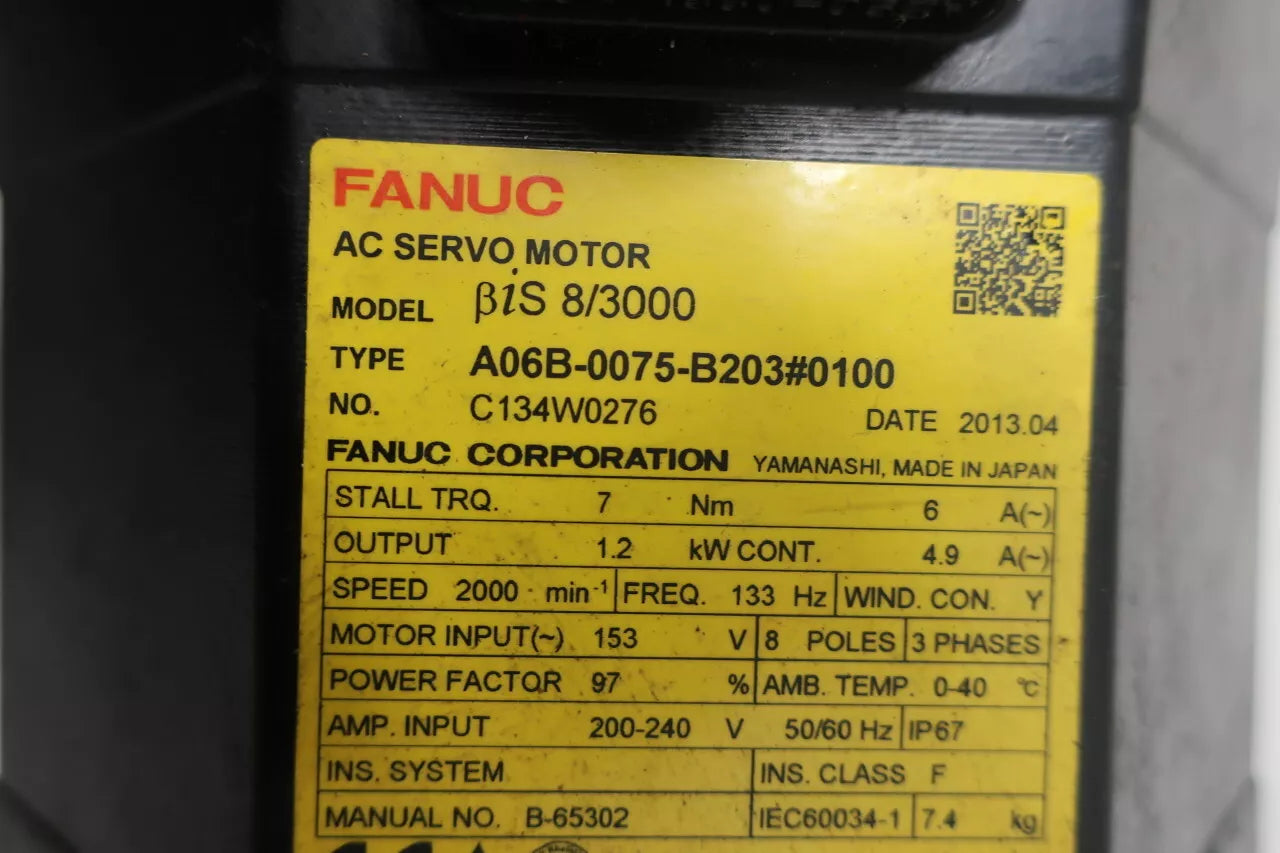 FANUC
AC SERVO MOTOR
MODEL βiS 8/3000
TYPE A06B-0075-B203#0100
NO. C134W0276 DATE 2013.04
FANUC CORPORATION YAMANASHI, MADE IN JAPAN
STALL TRQ. 7 Nm 6 A(~)
OUTPUT 1.2 kW CONT. 4.9 A(~)
SPEED 2000 min⁻¹ FREQ. 133 Hz WIND. CON. Y
MOTOR INPUT(~) 153 V 8 POLES 3 PHASES
POWER FACTOR 97 % AMB. TEMP. 0-40 ℃
AMP. INPUT 200-240 V 50/60 Hz IP67
INS. SYSTEM INS. CLASS F
MANUAL NO. B-65302 IEC60034-1 7.4 kg